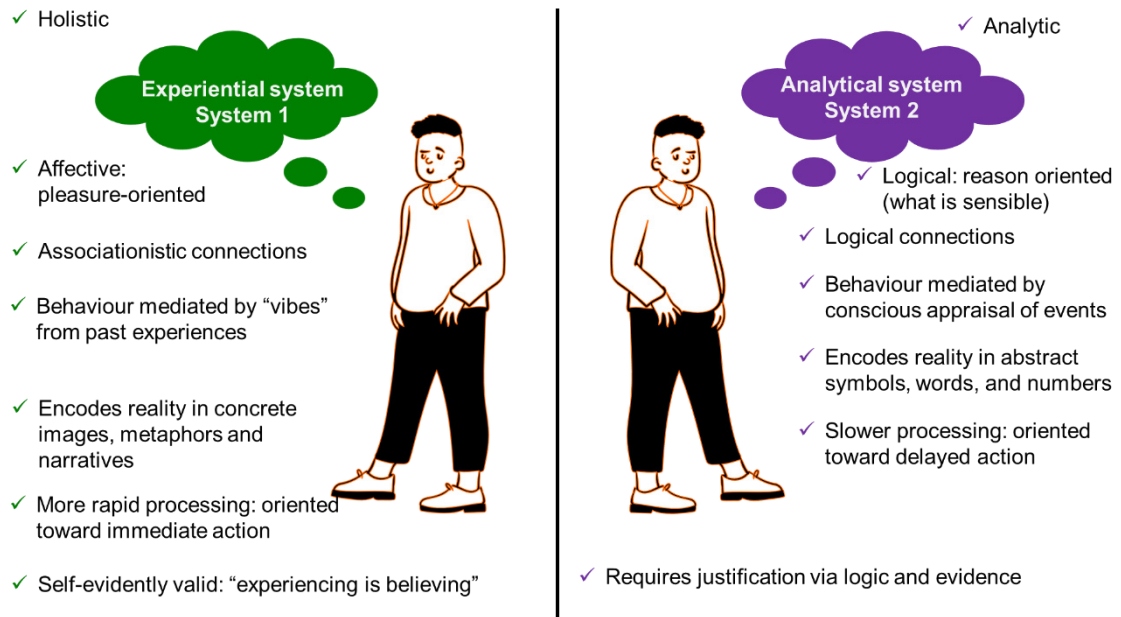 ✓ Holistic
Experiential system
System 1
✓ Affective:
pleasure-oriented
✓ Associationistic connections
✓ Behaviour mediated by “vibes”
from past experiences
✓ Encodes reality in concrete
images, metaphors and
narratives
✓ More rapid processing: oriented
toward immediate action
✓ Self-evidently valid: “experiencing is believing”
✓ Analytic
Analytical system
System 2
✓ Logical: reason oriented
(what is sensible)
✓ Logical connections
✓ Behaviour mediated by
conscious appraisal of events
✓ Encodes reality in abstract
symbols, words, and numbers
✓ Slower processing: oriented
toward delayed action
✓ Requires justification via logic and evidence